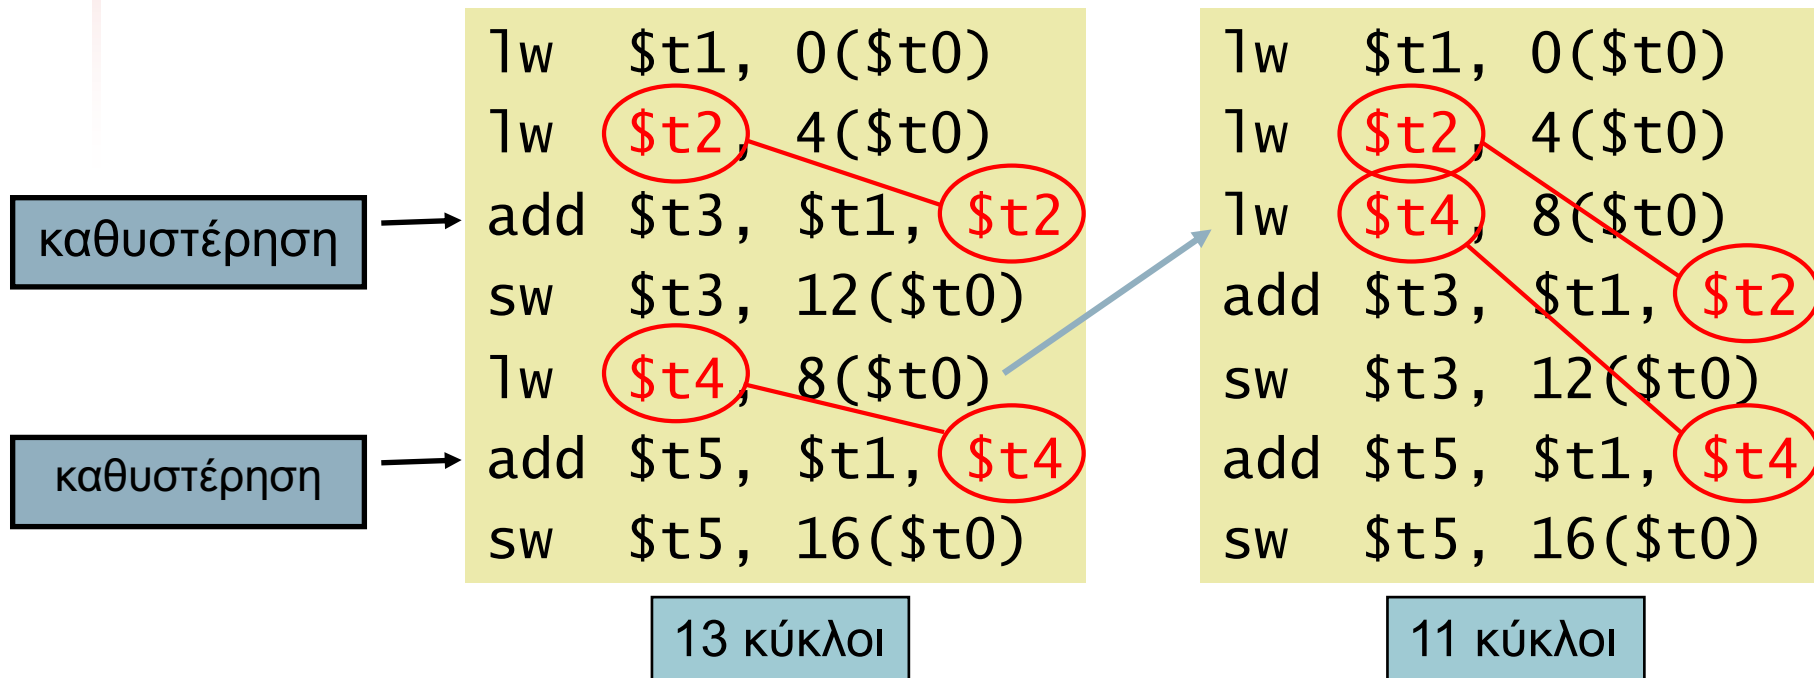 καθυστέρηση
καθυστέρηση
lw $t1, 0($t0)
lw $t2, 4($t0)
add $t3, $t1, $t2
sw $t3, 12($t0)
lw $t4, 8($t0)
add $t5, $t1, $t4
sw $t5, 16($t0)
13 κύκλοι
lw $t1, 0($t0)
lw $t2, 4($t0)
lw $t4, 8($t0)
add $t3, $t1, $t2
sw $t3, 12($t0)
add $t5, $t1, $t4
sw $t5, 16($t0)
11 κύκλοι